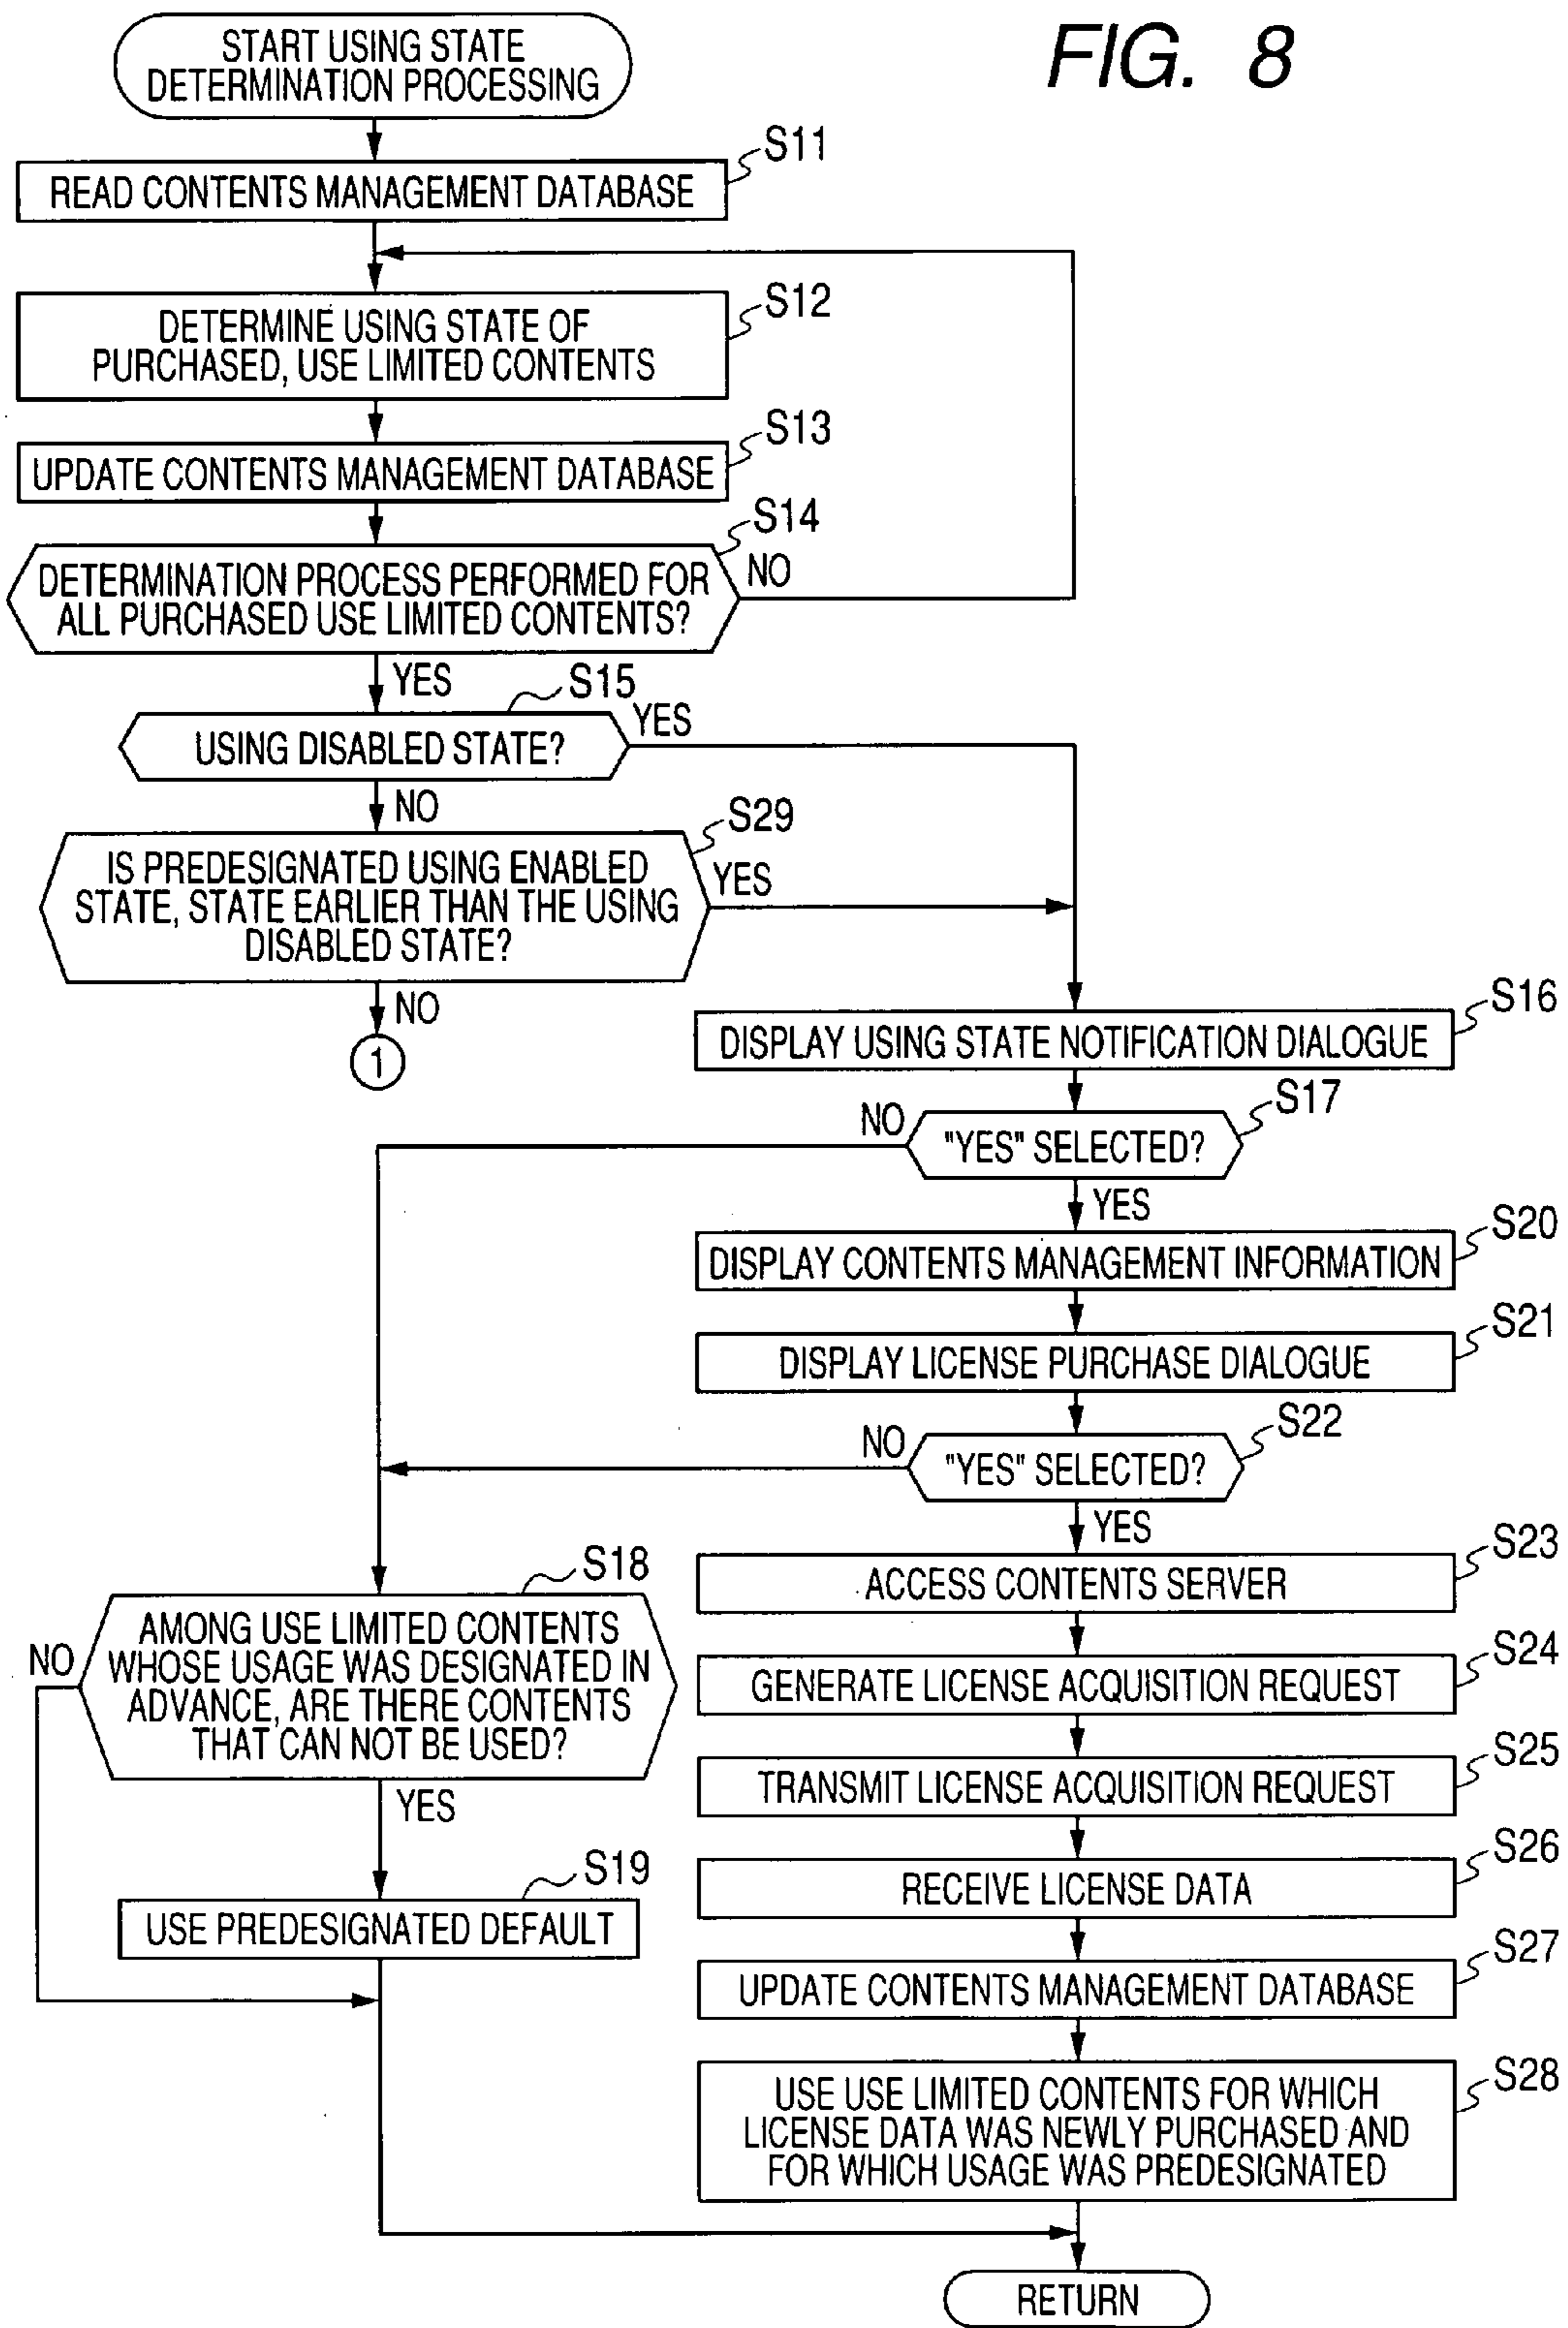 FIG. 8
START USING STATE
DETERMINATION PROCESSING
S11
READ CONTENTS MANAGEMENT DATABASE
S12
DETERMINE USING STATE OF
PURCHASED, USE LIMITED CONTENTS
S13
UPDATE CONTENTS MANAGEMENT DATABASE
S14
DETERMINATION PROCESS PERFORMED FOR
ALL PURCHASED USE LIMITED CONTENTS?
NO
YES
S15
USING DISABLED STATE?
YES
NO
S29
IS PREDESIGNATED USING ENABLED
STATE, STATE EARLIER THAN THE USING
DISABLED STATE?
YES
NO
1
S16
DISPLAY USING STATE NOTIFICATION DIALOGUE
S17
"YES" SELECTED?
NO
YES
S20
DISPLAY CONTENTS MANAGEMENT INFORMATION
S21
DISPLAY LICENSE PURCHASE DIALOGUE
S22
"YES" SELECTED?
NO
YES
S18
AMONG USE LIMITED CONTENTS
WHOSE USAGE WAS DESIGNATED IN
ADVANCE, ARE THERE CONTENTS
THAT CAN NOT BE USED?
NO
YES
S19
USE PREDESIGNATED DEFAULT
S23
ACCESS CONTENTS SERVER
S24
GENERATE LICENSE ACQUISITION REQUEST
S25
TRANSMIT LICENSE ACQUISITION REQUEST
S26
RECEIVE LICENSE DATA
S27
UPDATE CONTENTS MANAGEMENT DATABASE
S28
USE USE LIMITED CONTENTS FOR WHICH
LICENSE DATA WAS NEWLY PURCHASED AND
FOR WHICH USAGE WAS PREDESIGNATED
RETURN